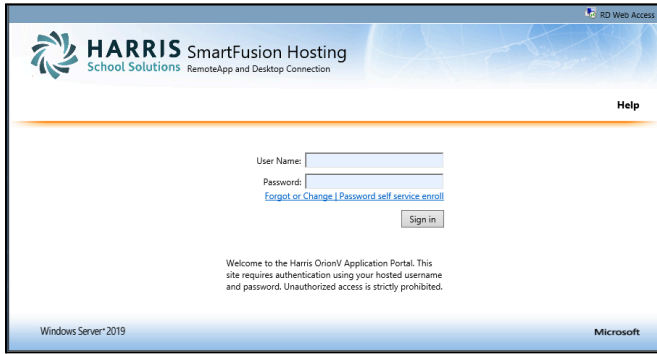 RD Web Access
HARRIS
School Solutions
SmartFusion Hosting
RemoteApp and Desktop Connection
Help
User Name:
Password:
Forgot or Change | Password self service enroll
Sign in
Welcome to the Harris OrionV Application Portal. This
site requires authentication using your hosted username
and password. Unauthorized access is strictly prohibited.
Windows Server® 2019
Microsoft